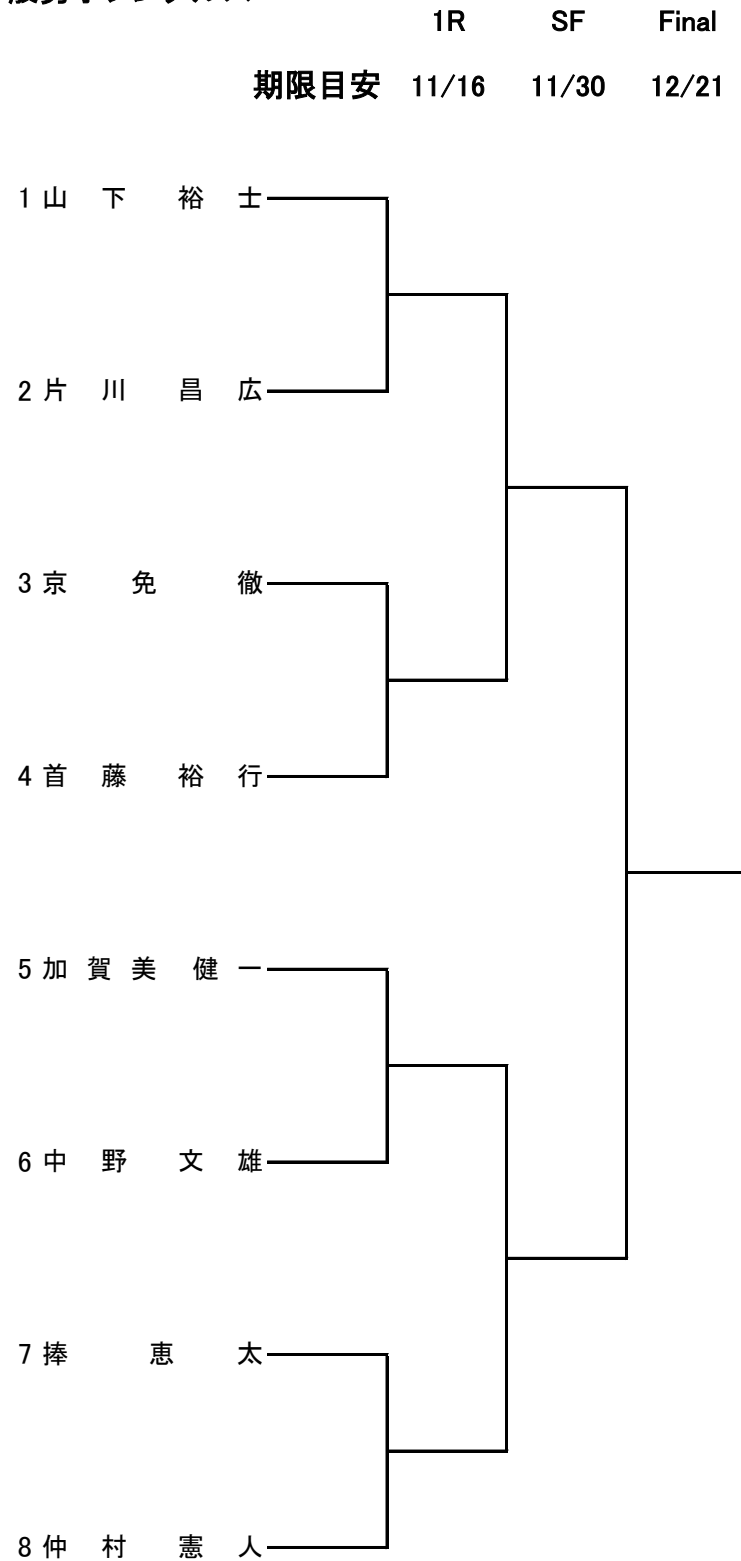 1R SF Final
期限目安 11/16 11/30 12/21
1 山下 裕士
2 片川 昌広
3 京免 徹
4 首藤 裕行
5 加賀美 健一
6 中野 文雄
7 捧 恵太
8 仲村 憲人